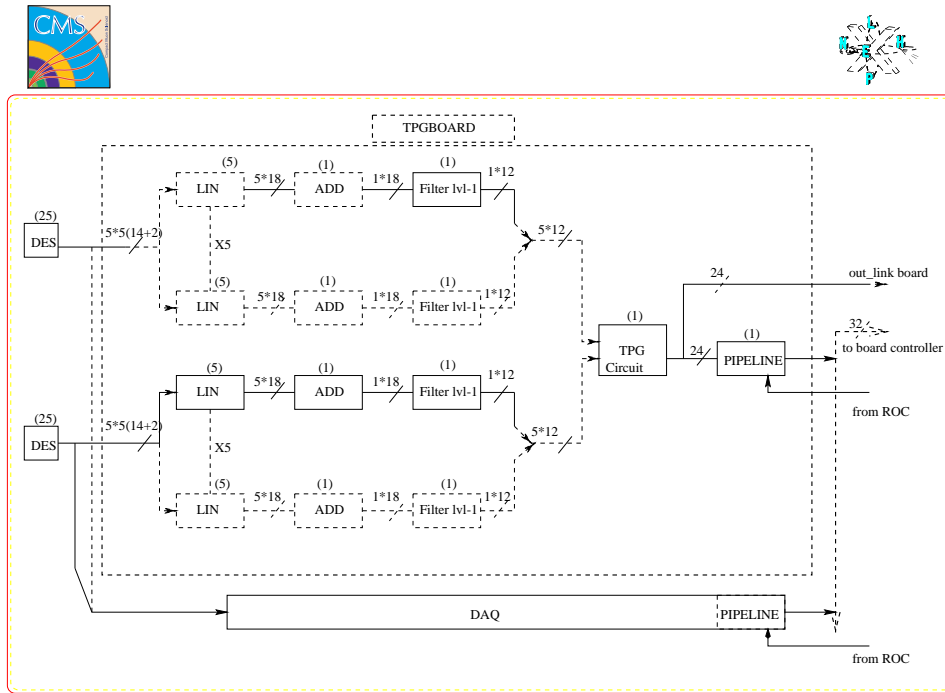 CMS
L
H E H
P
TPGBOARD
(5) (1) (1)
LIN 5*18 ADD 1*18 Filter lvl-1 1*12
(25)
DES 5*5(14+2) X5 5*12
(5) (1) (1)
LIN 5*18 ADD 1*18 Filter lvl-1 1*12
24 out_link board
(1) (1) 32
TPG Circuit 24 PIPELINE to board controller
from ROC
(5) (1) (1)
LIN 5*18 ADD 1*18 Filter lvl-1 1*12
(25)
DES 5*5(14+2) X5 5*12
(5) (1) (1)
LIN 5*18 ADD 1*18 Filter lvl-1 1*12
DAQ PIPELINE
from ROC